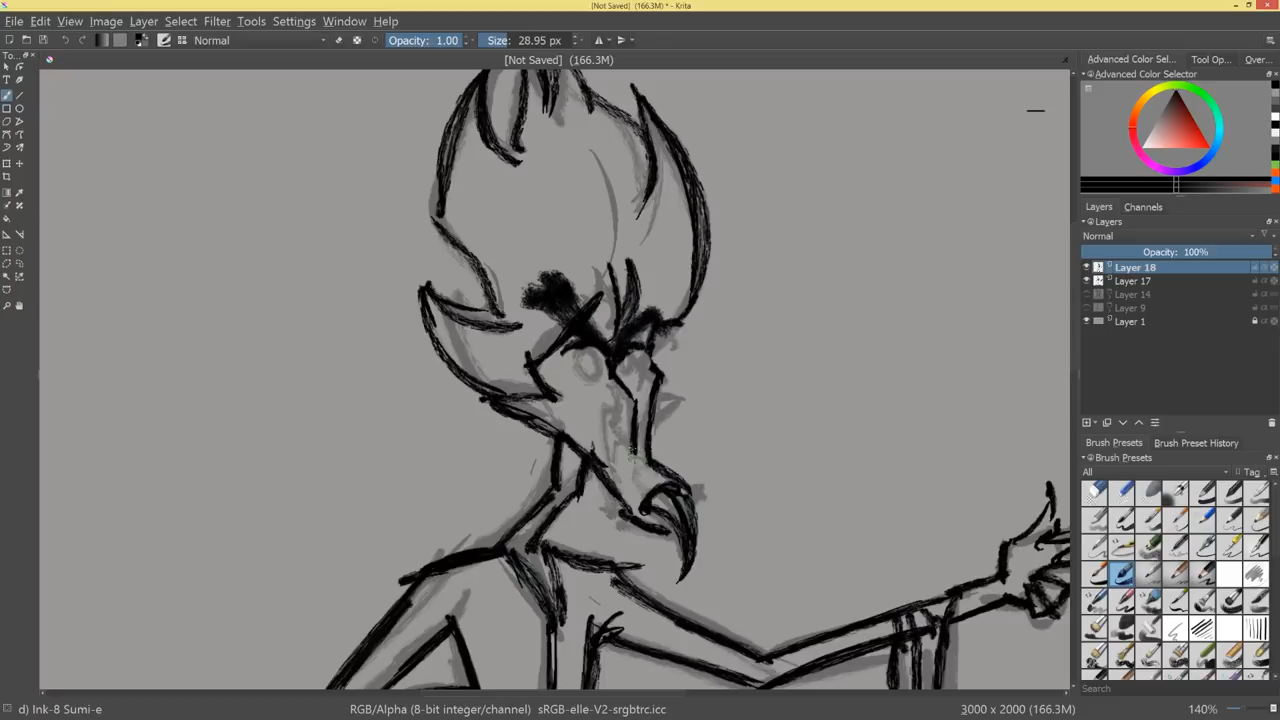 [Not Saved]  (166.3M) * - Krita
File Edit View Image Layer Select Filter Tools Settings Window Help
Normal Opacity: 1.00 Size: 28.95 px
To... [Not Saved]  (166.3M) Advanced Color Sel... Tool Op... Over...
Advanced Color Selector
Layers Channels
Layers
Normal
Opacity: 100%
Layer 18
Layer 17
Layer 14
Layer 9
Layer 1
Brush Presets Brush Preset History
Brush Presets
All Tag
Search
d) Ink-8 Sumi-e RGB/Alpha (8-bit integer/channel)  sRGB-elle-V2-srgbtrc.icc 3000 x 2000 (166.3M) 140%